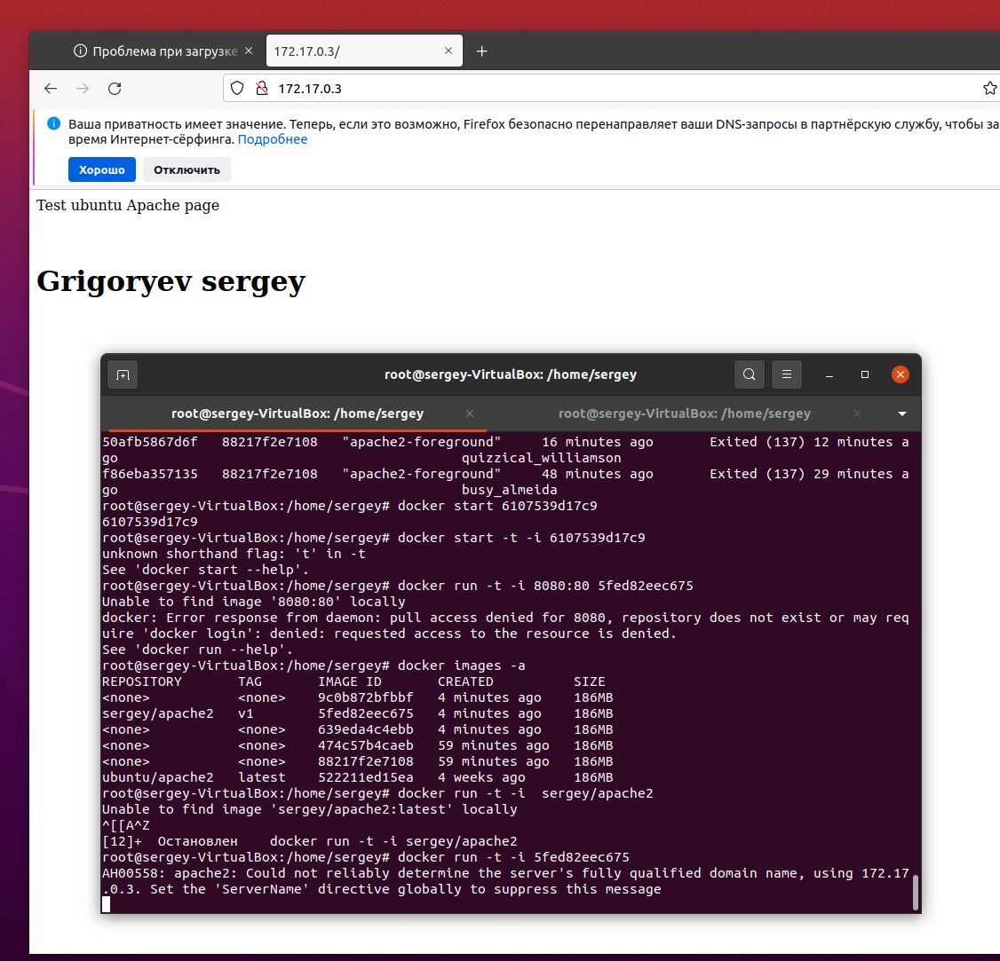 Проблема при загрузке
172.17.0.3/
172.17.0.3
Ваша приватность имеет значение. Теперь, если это возможно, Firefox безопасно перенаправляет ваши DNS-запросы в партнёрскую службу, чтобы за
время Интернет-сёрфинга. Подробнее
Хорошо Отключить
Test ubuntu Apache page
Grigoryev sergey
root@sergey-VirtualBox: /home/sergey
root@sergey-VirtualBox: /home/sergey root@sergey-VirtualBox: /home/sergey
50afb5867d6f 88217f2e7108 "apache2-foreground" 16 minutes ago Exited (137) 12 minutes a
go quizzical_williamson
f86eba357135 88217f2e7108 "apache2-foreground" 48 minutes ago Exited (137) 29 minutes a
go busy_almeida
root@sergey-VirtualBox:/home/sergey# docker start 6107539d17c9
6107539d17c9
root@sergey-VirtualBox:/home/sergey# docker start -t -i 6107539d17c9
unknown shorthand flag: 't' in -t
See 'docker start --help'.
root@sergey-VirtualBox:/home/sergey# docker run -t -i 8080:80 5fed82eec675
Unable to find image '8080:80' locally
docker: Error response from daemon: pull access denied for 8080, repository does not exist or may req
uire 'docker login': denied: requested access to the resource is denied.
See 'docker run --help'.
root@sergey-VirtualBox:/home/sergey# docker images -a
REPOSITORY TAG IMAGE ID CREATED SIZE
<none> <none> 9c0b872bfbbf 4 minutes ago 186MB
sergey/apache2 v1 5fed82eec675 4 minutes ago 186MB
<none> <none> 639eda4c4ebb 4 minutes ago 186MB
<none> <none> 474c57b4caeb 59 minutes ago 186MB
<none> <none> 88217f2e7108 59 minutes ago 186MB
ubuntu/apache2 latest 522211ed15ea 4 weeks ago 186MB
root@sergey-VirtualBox:/home/sergey# docker run -t -i  sergey/apache2
Unable to find image 'sergey/apache2:latest' locally
^[[A^Z
[12]+ Остановлен docker run -t -i sergey/apache2
root@sergey-VirtualBox:/home/sergey# docker run -t -i 5fed82eec675
AH00558: apache2: Could not reliably determine the server's fully qualified domain name, using 172.17
.0.3. Set the 'ServerName' directive globally to suppress this message